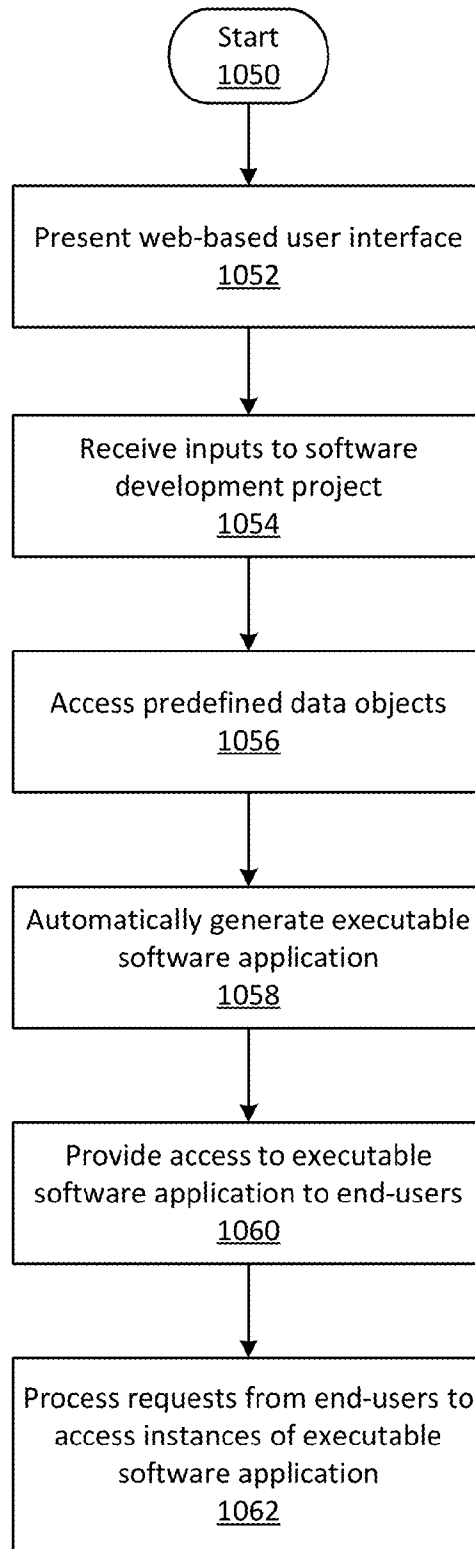 Start
1050
Present web-based user interface
1052
Receive inputs to software
development project
1054
Access predefined data objects
1056
Automatically generate executable
software application
1058
Provide access to executable
software application to end-users
1060
Process requests from end-users to
access instances of executable
software application
1062